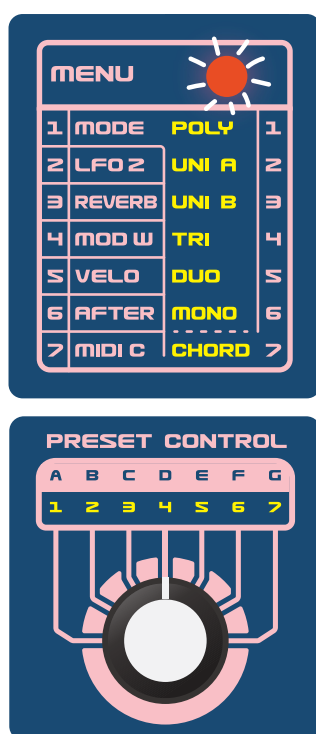 MENU
1 MODE POLY 1
2 LFO 2 UNI A 2
3 REVERB UNI B 3
4 MOD W TRI 4
5 VELO DUO 5
6 AFTER MONO 6
7 MIDI C CHORD 7
PRESET CONTROL
A B C D E F G
1 2 3 4 5 6 7